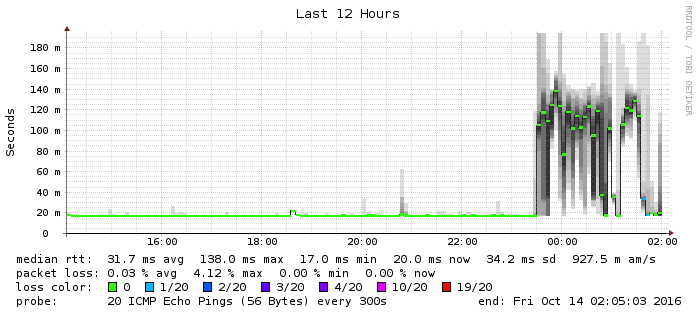 Last 12 Hours
RRDTOOL / TOBI OETIKER
Seconds
180 m
160 m
140 m
120 m
100 m
80 m
60 m
40 m
20 m
0
16:00 18:00 20:00 22:00 00:00 02:00
median rtt: 31.7 ms avg 138.0 ms max 17.0 ms min 20.0 ms now 34.2 ms sd 927.5 m am/s
packet loss: 0.03 % avg 4.12 % max 0.00 % min 0.00 % now
loss color: 0 1/20 2/20 3/20 4/20 10/20 19/20
probe: 20 ICMP Echo Pings (56 Bytes) every 300s end: Fri Oct 14 02:05:03 2016